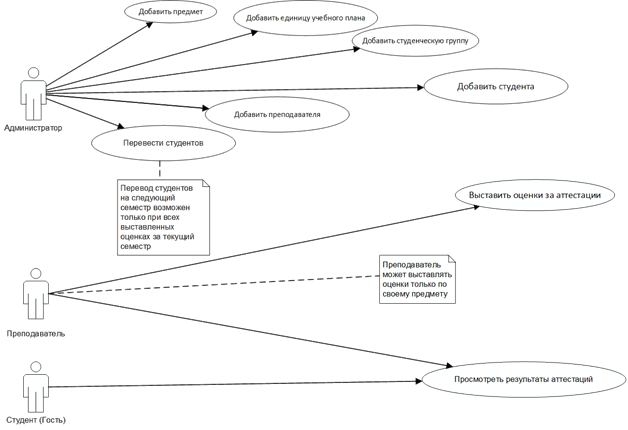 Добавить предмет
Добавить единицу учебного плана
Добавить студенческую группу
Добавить студента
Добавить преподавателя
Администратор
Перевести студентов
Перевод студентов
на следующий
семестр возможен
только при всех
выставленных
оценках за текущий
семестр
Выставить оценки за аттестации
Преподаватель
может выставлять
оценки только по
своему предмету
Преподаватель
Просмотреть результаты аттестаций
Студент (Гость)